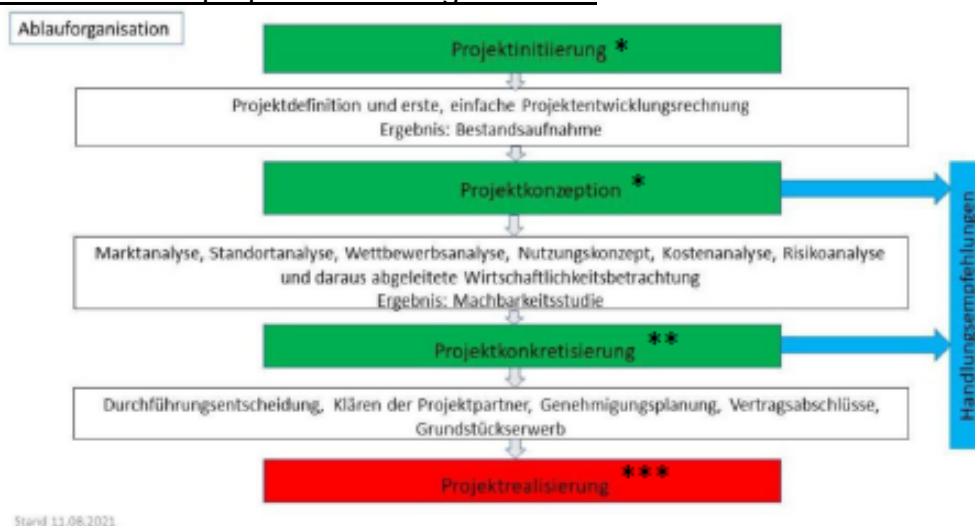 Ablauforganisation
Projektinitiierung *
Projektdefinition und erste, einfache Projektentwicklungsrechnung
Ergebnis: Bestandsaufnahme
Projektkonzeption *
Marktanalyse, Standortanalyse, Wettbewerbsanalyse, Nutzungskonzept, Kostenanalyse, Risikoanalyse
und daraus abgeleitete Wirtschaftlichkeitsbetrachtung
Ergebnis: Machbarkeitsstudie
Projektkonkretisierung **
Durchführungsentscheidung, Klären der Projektpartner, Genehmigungsplanung, Vertragsabschlüsse,
Grundstückserwerb
Projektrealisierung ***
Handlungsempfehlungen
Stand 11.08.2021